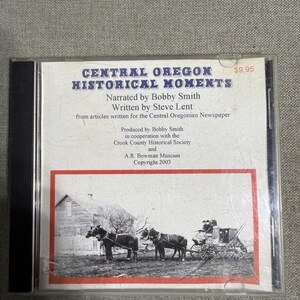 CENTRAL OREGON
$9.95
HISTORICAL MOMENTS
Narrated by Bobby Smith
Written by Steve Lent
from articles written for the Central Oregonian Newspaper
Produced by Bobby Smith
in cooperation with the
Crook County Historical Society
and
A.R. Bowman Museum
Copyright 2003